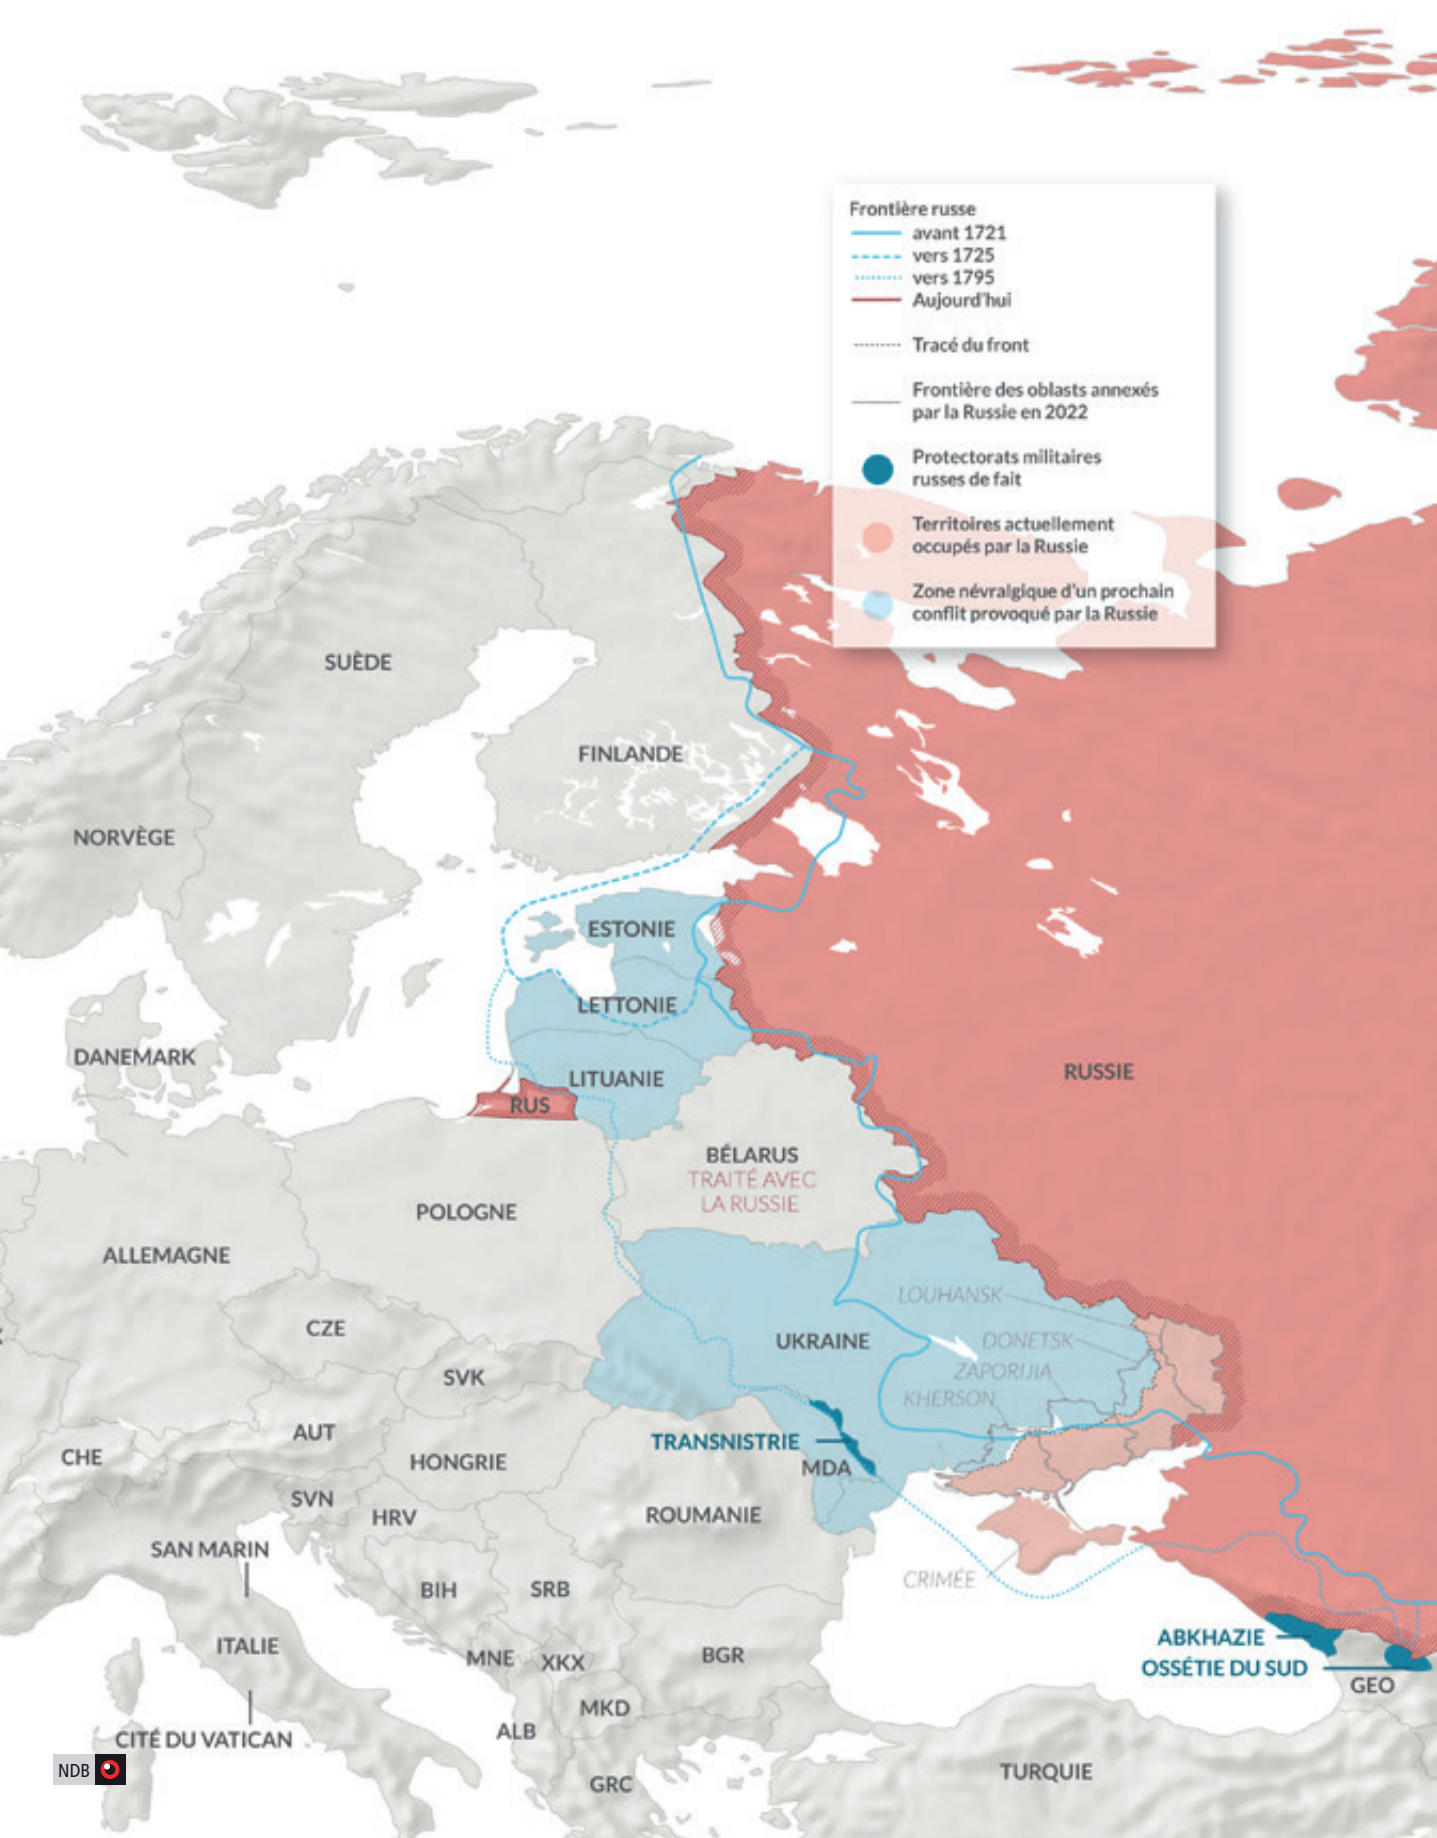 Frontière russe
avant 1721
vers 1725
vers 1795
Aujourd'hui
Tracé du front
Frontière des oblasts annexés
par la Russie en 2022
Protectorats militaires
russes de fait
Territoires actuellement
occupés par la Russie
Zone névralgique d'un prochain
conflit provoqué par la Russie
SUÈDE
FINLANDE
NORVÈGE
ESTONIE
LETTONIE
DANEMARK
RUSSIE
LITUANIE
RUS
BÉLARUS
TRAITÉ AVEC
LA RUSSIE
POLOGNE
ALLEMAGNE
LOUHANSK
CZE
UKRAINE
DONETSK
ZAPORIJIA
SVK
KHERSON
AUT
TRANSNISTRIE
CHE
HONGRIE
MDA
SVN
HRV
ROUMANIE
SAN MARIN
CRIMÉE
BIH
SRB
ABKHAZIE
ITALIE
MNE
XKX
BGR
OSSÉTIE DU SUD
GEO
MKD
ALB
CITÉ DU VATICAN
NDB
TURQUIE
GRC